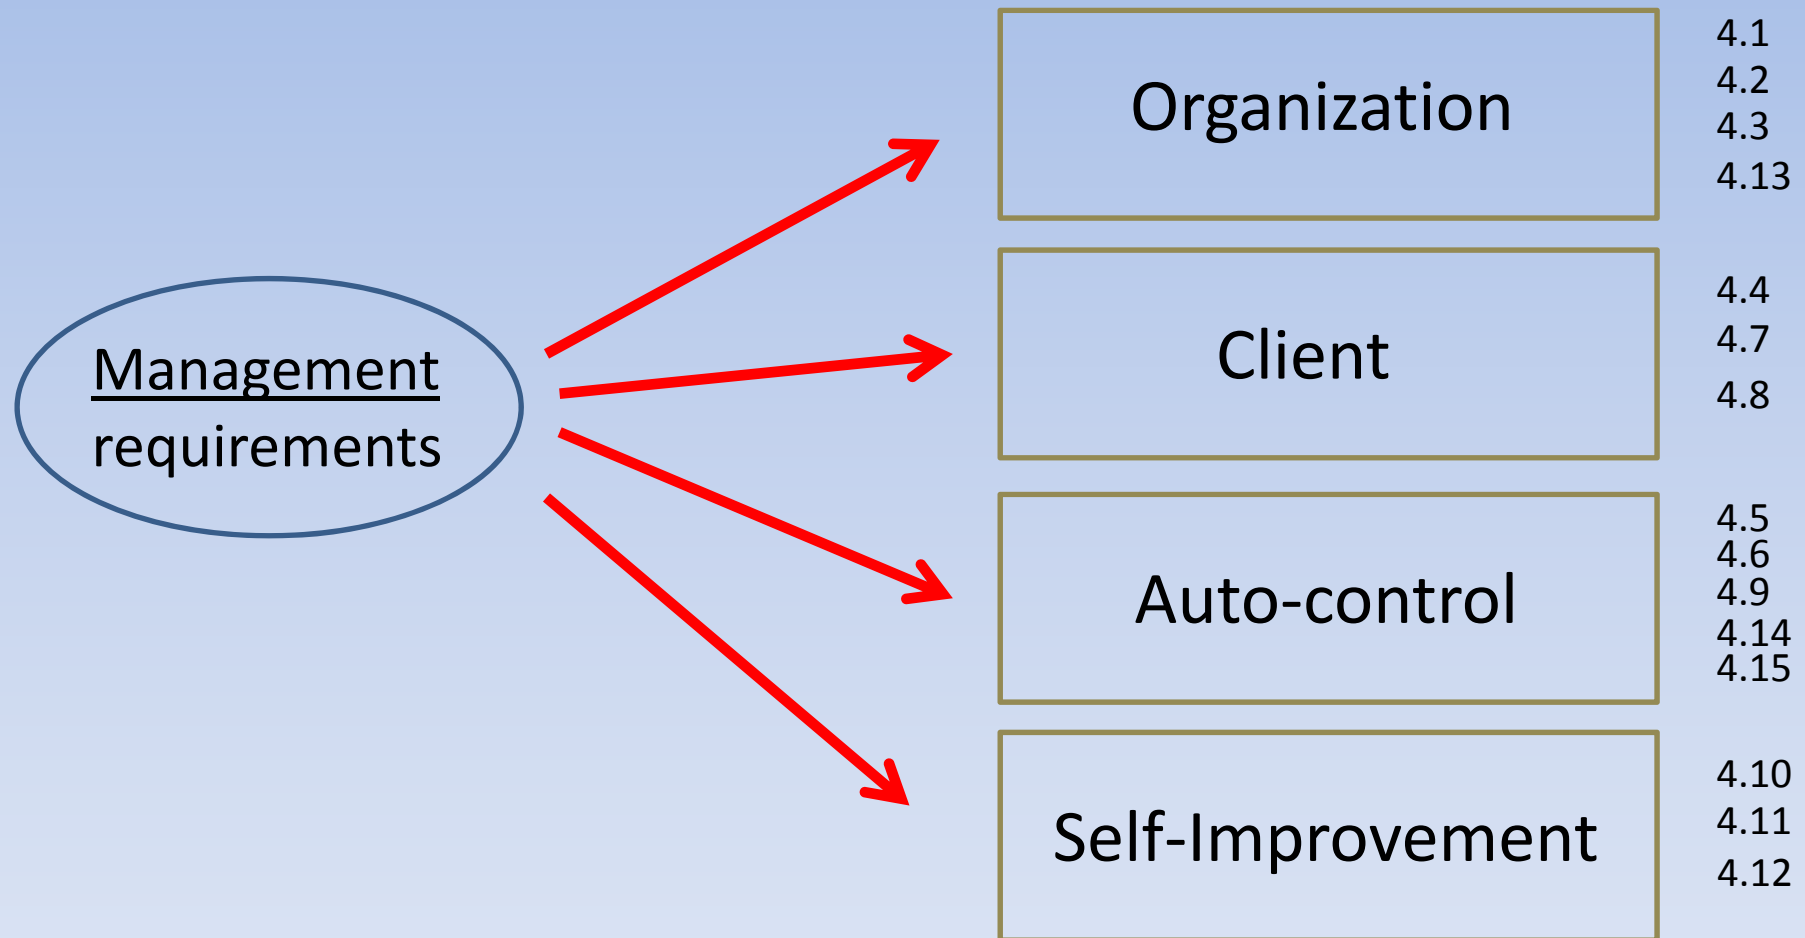 Management
requirements
Organization
4.1
4.2
4.3
4.13
Client
4.4
4.7
4.8
Auto-control
4.5
4.6
4.9
4.14
4.15
Self-Improvement
4.10
4.11
4.12